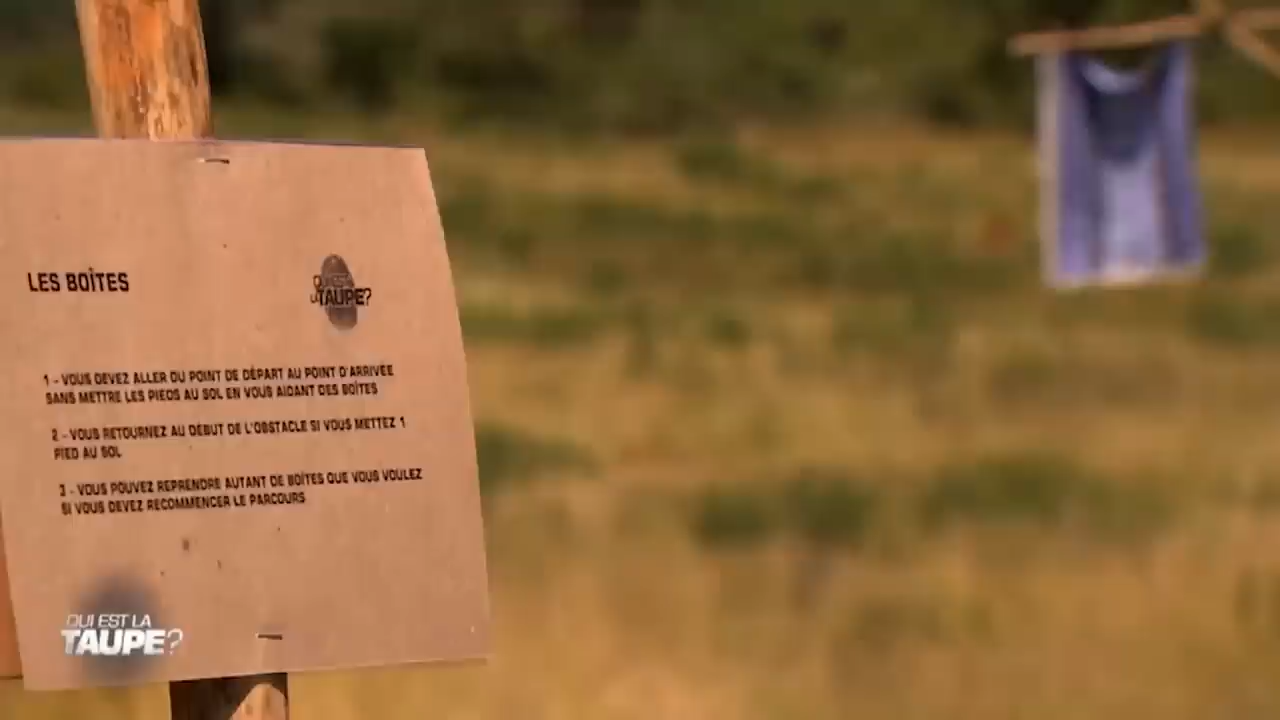 LES BOÎTES
QUI EST
LA TAUPE?
1 - VOUS DEVEZ ALLER DU POINT DE DÉPART AU POINT D'ARRIVÉE
SANS METTRE LES PIEDS AU SOL EN VOUS AIDANT DES BOÎTES
2 - VOUS RETOURNEZ AU DÉBUT DE L'OBSTACLE SI VOUS METTEZ 1
PIED AU SOL
3 - VOUS POUVEZ REPRENDRE AUTANT DE BOÎTES QUE VOUS VOULEZ
SI VOUS DEVEZ RECOMMENCER LE PARCOURS
QUI EST LA
TAUPE?